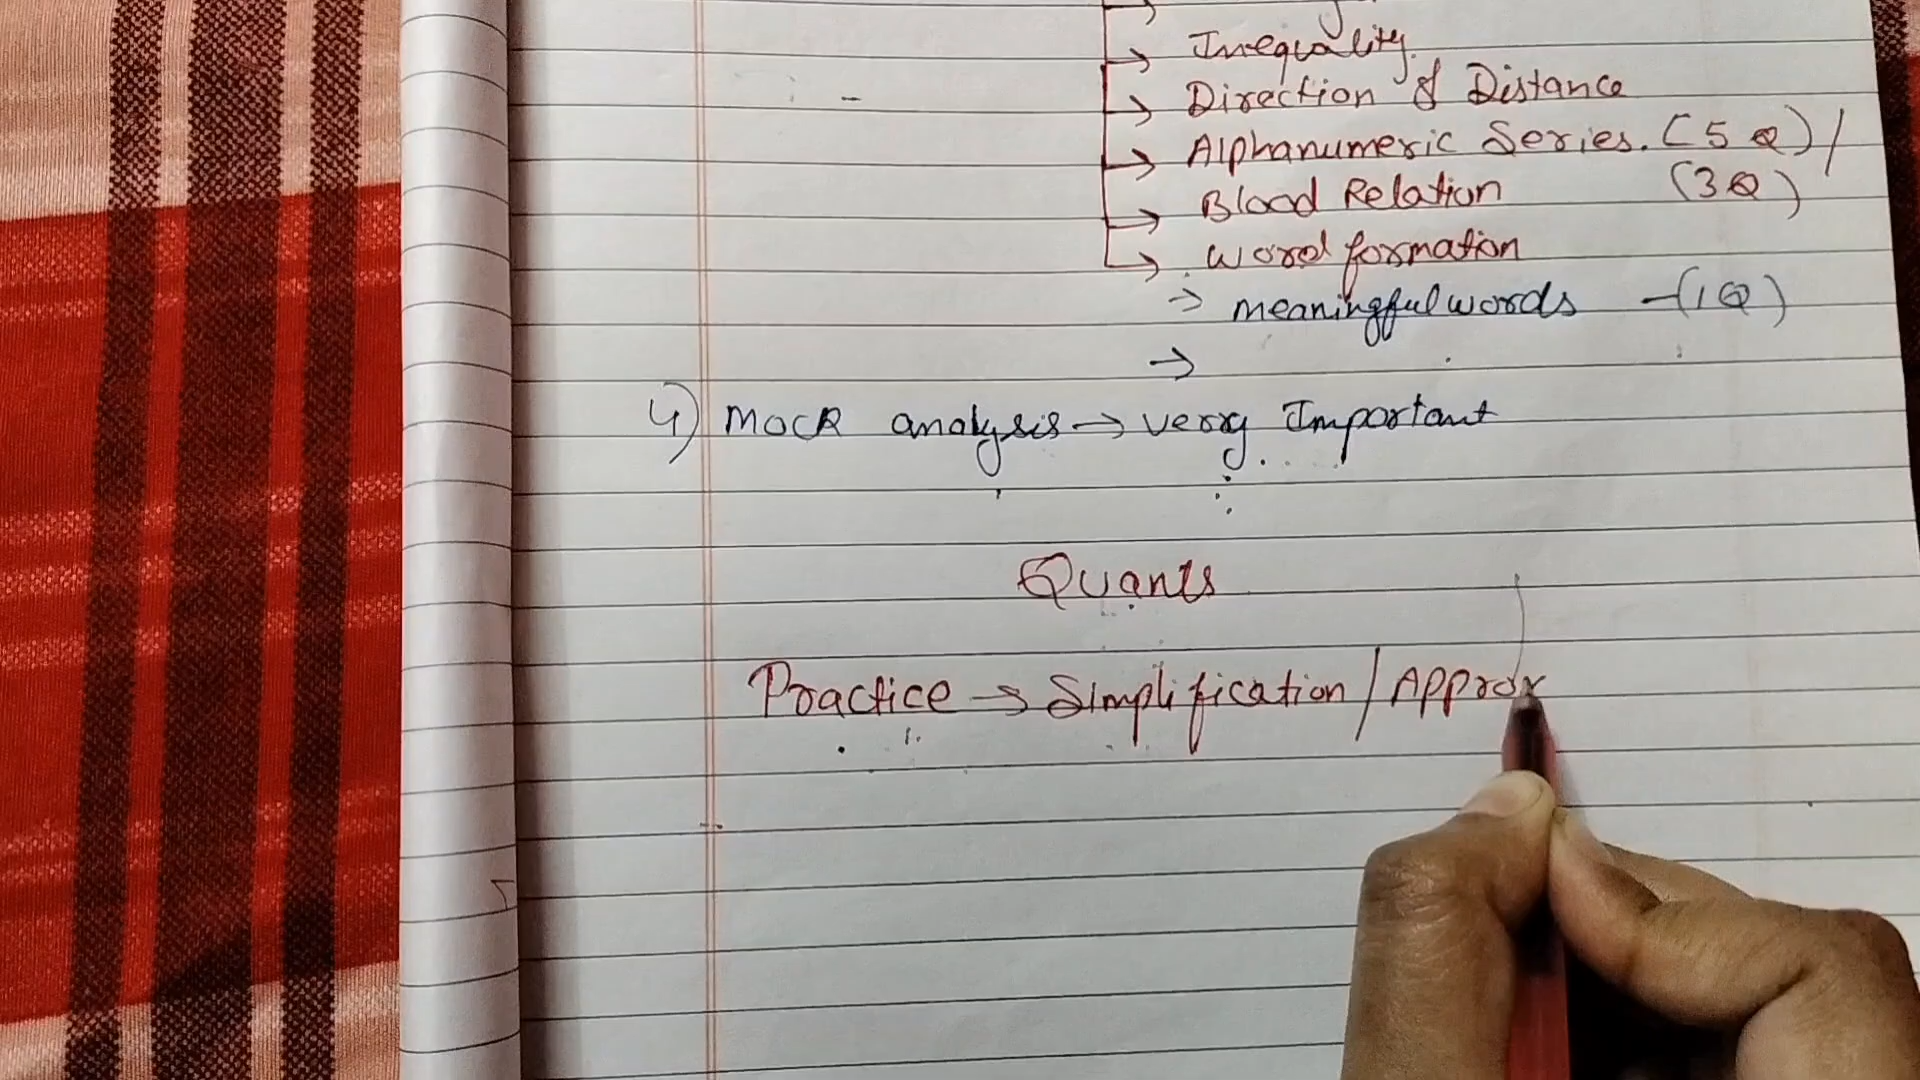 → Inequality.
→ Direction & Distance
→ Alphanumeric Series. (5 Q) /
→ Blood Relation (3Q)
→ word formation
→ meaningful words - (1Q)
→
4) Mock analysis → very Important
Quants
Practice → Simplification / Approx